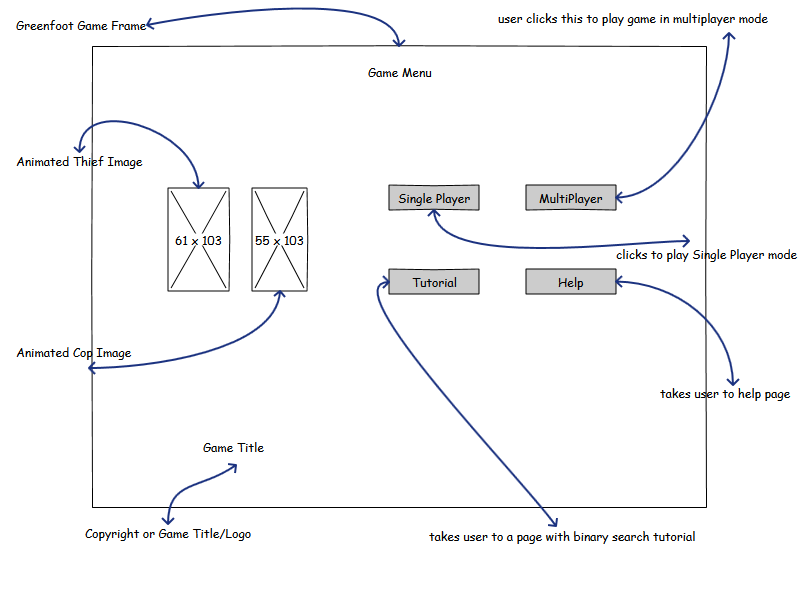 user clicks this to play game in multiplayer mode
Greenfoot Game Frame
Game Menu
Animated Thief Image
Single Player
MultiPlayer
61 x 103
55 x 103
clicks to play Single Player mode
Tutorial
Help
Animated Cop Image
takes user to help page
Game Title
Copyright or Game Title/Logo
takes user to a page with binary search tutorial